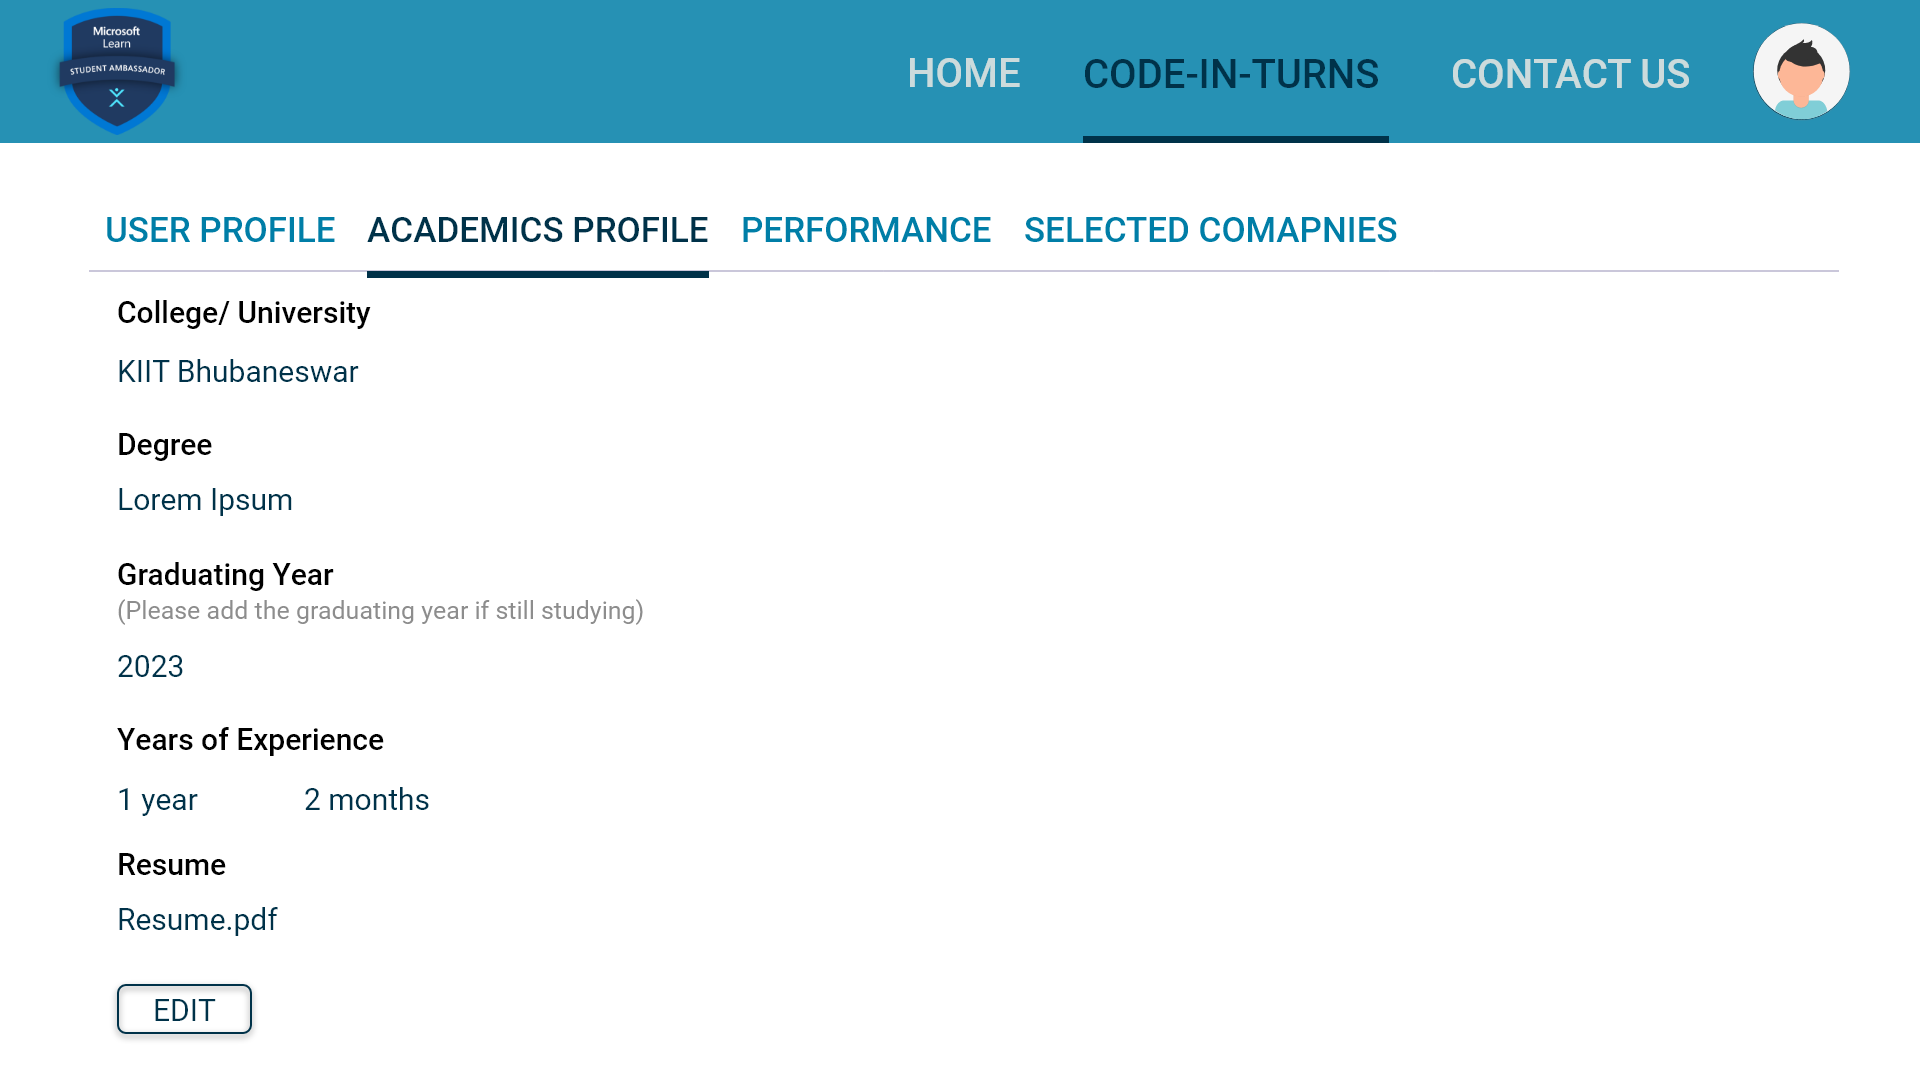 Microsoft
Learn
STUDENT AMBASSADOR
HOME
CODE-IN-TURNS
CONTACT US
USER PROFILE
ACADEMICS PROFILE
PERFORMANCE
SELECTED COMAPNIES
College/ University
KIIT Bhubaneswar
Degree
Lorem Ipsum
Graduating Year
(Please add the graduating year if still studying)
2023
Years of Experience
1 year
2 months
Resume
Resume.pdf
EDIT